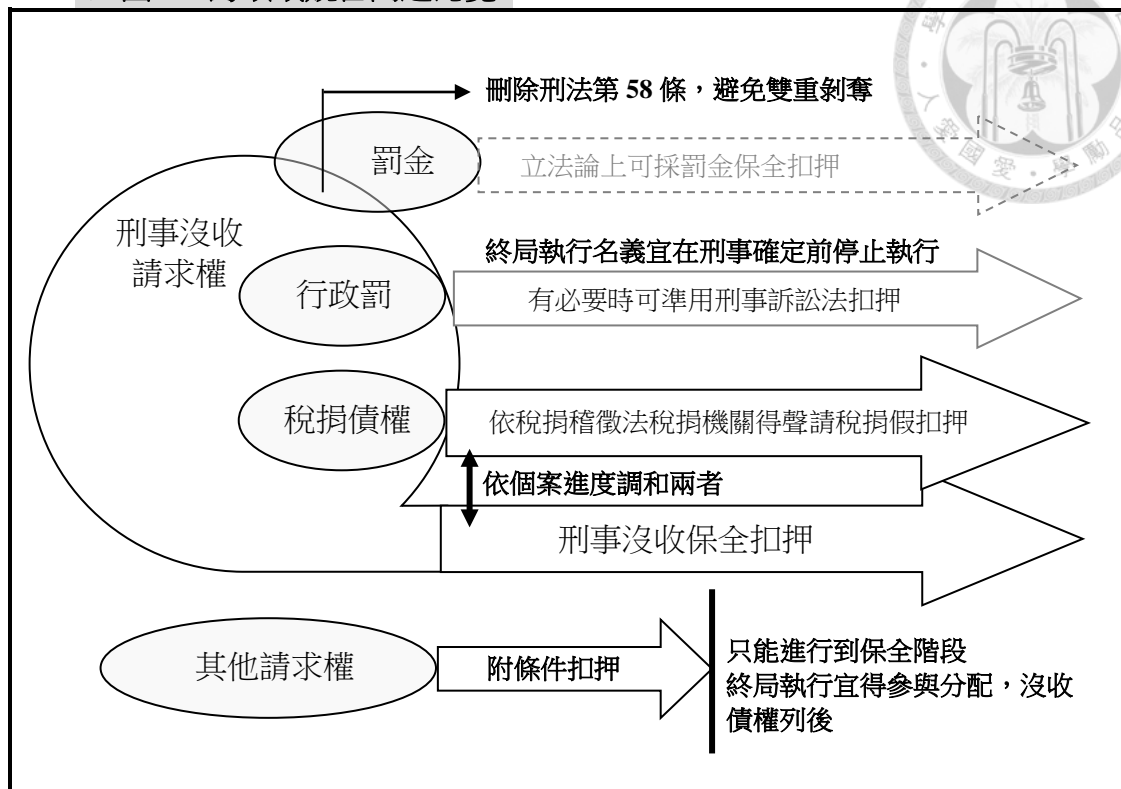 刪除刑法第 58 條，避免雙重剝奪
罰金
立法論上可採罰金保全扣押
刑事沒收
請求權
終局執行名義宜在刑事確定前停止執行
行政罰
有必要時可準用刑事訴訟法扣押
稅捐債權
依稅捐稽徵法稅捐機關得聲請稅捐假扣押
依個案進度調和兩者
刑事沒收保全扣押
其他請求權
附條件扣押
只能進行到保全階段
終局執行宜得參與分配，沒收
債權列後